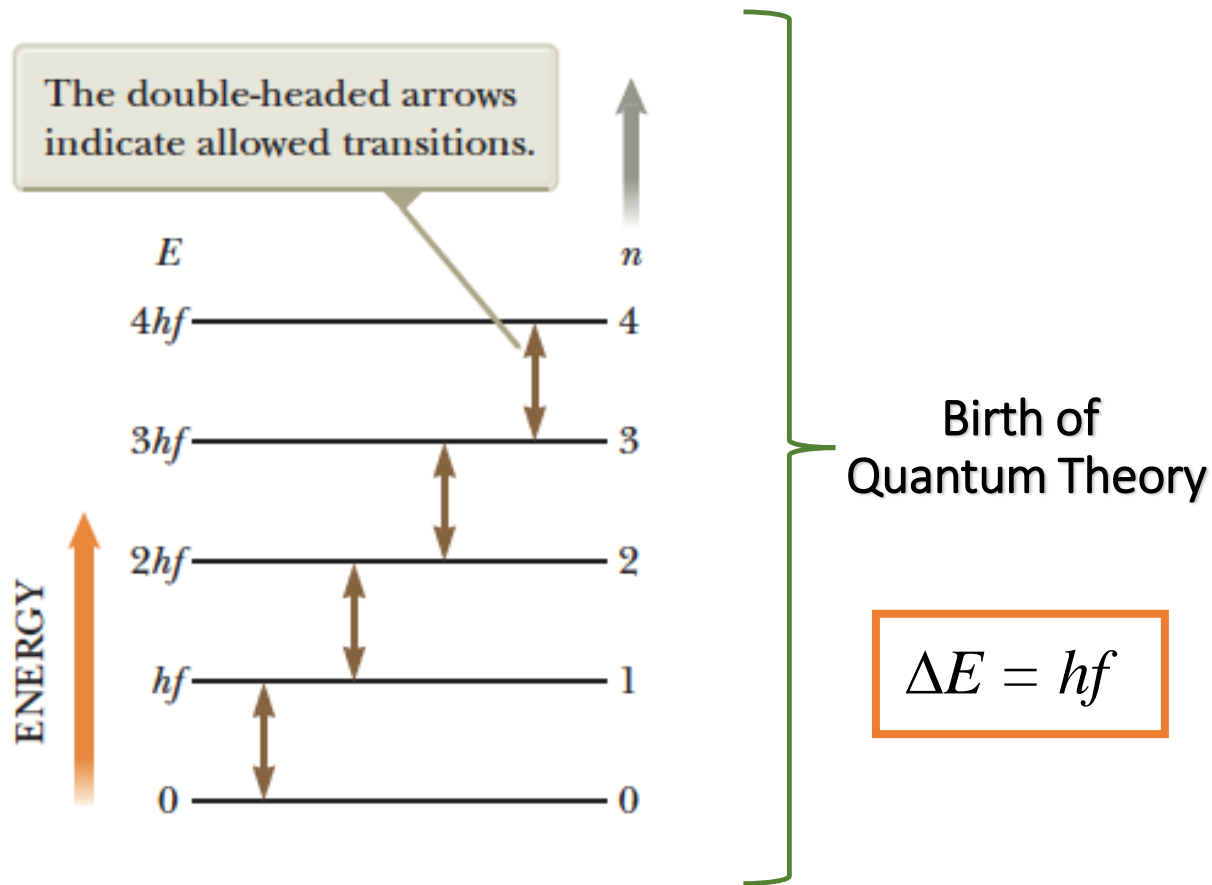 The double-headed arrows
indicate allowed transitions.
E n
4hf 4
3hf 3
2hf 2
hf 1
0 0
ENERGY
Birth of
Quantum Theory
ΔE = hf